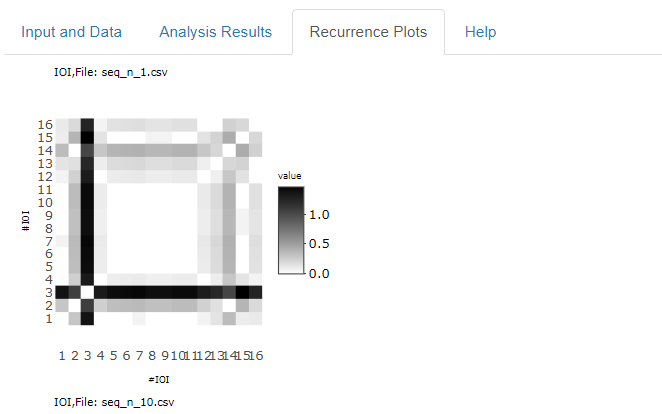 Input and Data Analysis Results Recurrence Plots Help
IOI,File: seq_n_1.csv
16
15
14
13
12
11
10
9
8
7
6
5
4
3
2
1
#IOI
value
1.0
0.5
0.0
1 2 3 4 5 6 7 8 9 10 11 12 13 14 15 16
#IOI
IOI,File: seq_n_10.csv